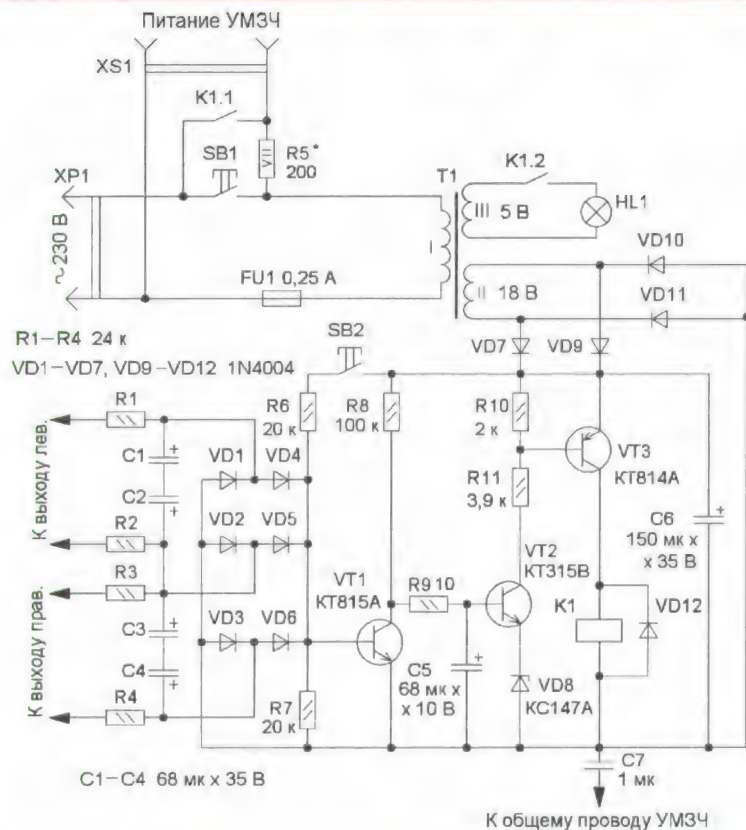 Питание УМЗЧ
XS1
K1.1
SB1
R5*
200
XP1
~230 В
T1
K1.2
I
III 5 В
HL1
II 18 В
FU1 0,25 А
VD10
VD11
R1–R4 24 к
VD1–VD7, VD9–VD12 1N4004
SB2
VD7
VD9
R1
R6
20 к
R8
100 к
R10
2 к
VT3
КТ814А
C1
VD1
VD4
R11
3,9 к
К выходу лев.
C2
R2
VD2
VD5
C6
150 мк х
х 35 В
R3
VT1
КТ815А
R9 10
VT2
КТ315В
VD3
VD6
K1
VD12
К выходу прав.
C3
C4
C5
68 мк х
х 10 В
VD8
КС147А
R4
R7
20 к
C1–C4 68 мк х 35 В
C7
1 мк
К общему проводу УМЗЧ